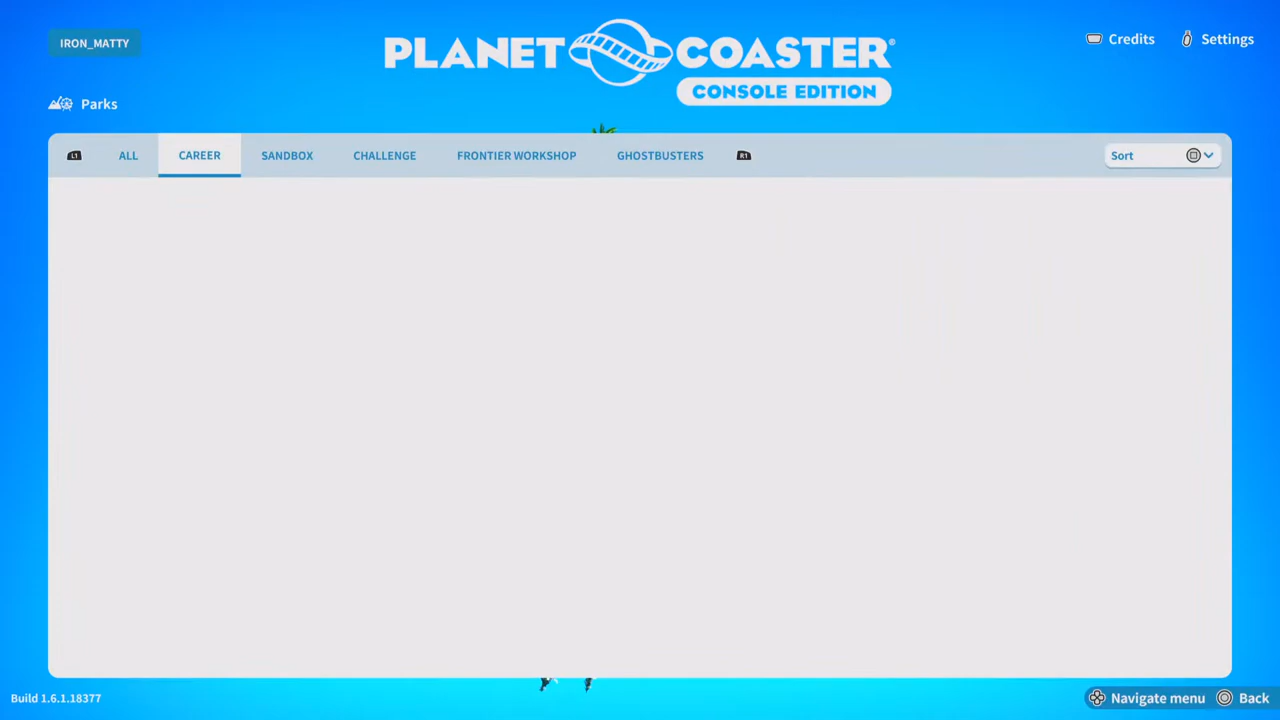 IRON_MATTY
PLANET COASTER®
CONSOLE EDITION
Credits
Settings
Parks
L1
ALL
CAREER
SANDBOX
CHALLENGE
FRONTIER WORKSHOP
GHOSTBUSTERS
R1
Sort
Build 1.6.1.18377
Navigate menu
Back